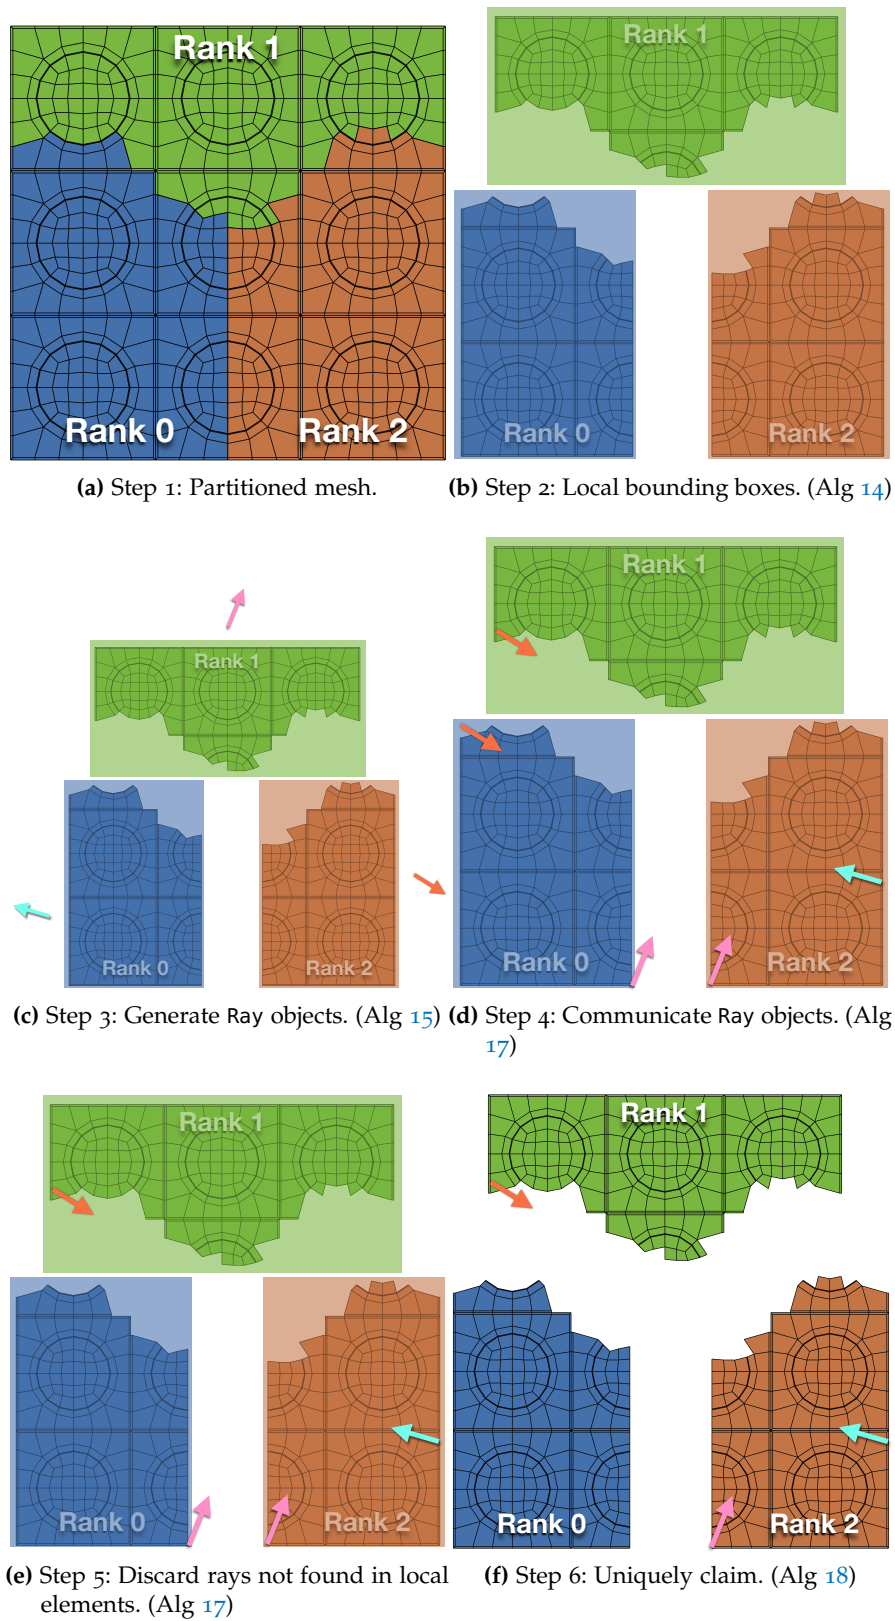 Rank 1
Rank 0
Rank 2
(a) Step 1: Partitioned mesh.
Rank 1
Rank 0
Rank 2
(b) Step 2: Local bounding boxes. (Alg 14)
Rank 1
Rank 0
Rank 2
(c) Step 3: Generate Ray objects. (Alg 15)
Rank 1
Rank 0
Rank 2
(d) Step 4: Communicate Ray objects. (Alg
17)
Rank 1
Rank 0
Rank 2
(e) Step 5: Discard rays not found in local
elements. (Alg 17)
Rank 1
Rank 0
Rank 2
(f) Step 6: Uniquely claim. (Alg 18)